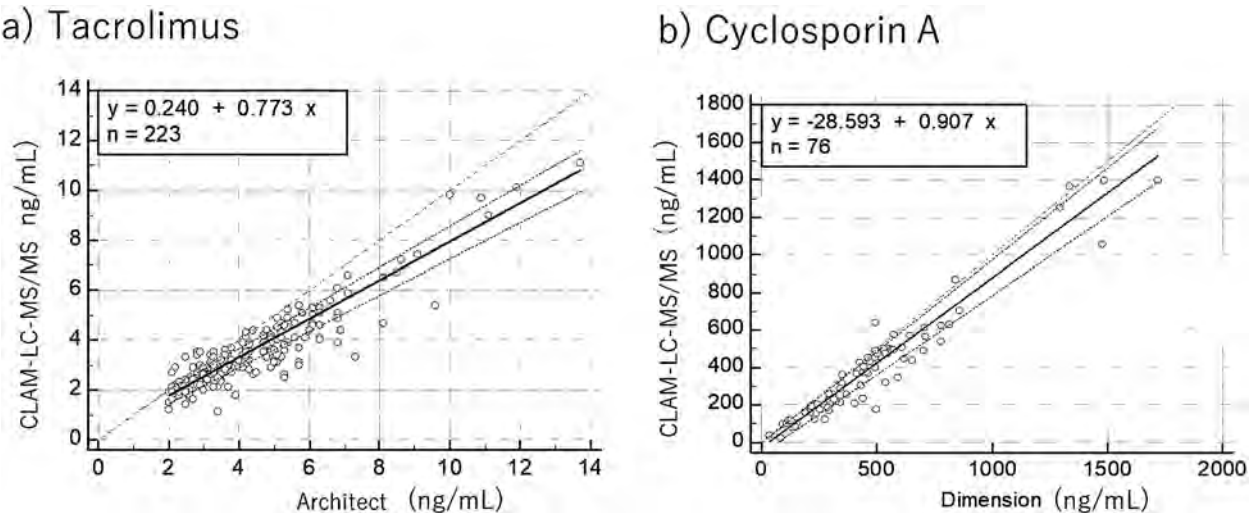 a) Tacrolimus
y = 0.240 + 0.773 x
n = 223
CLAM-LC-MS/MS ng/mL)
14
12
10
8
6
4
2
0
0 2 4 6 8 10 12 14
Architect (ng/mL)
b) Cyclosporin A
y = -28.593 + 0.907 x
n = 76
CLAM-LC-MS/MS (ng/mL)
1800
1600
1400
1200
1000
800
600
400
200
0
0 500 1000 1500 2000
Dimension (ng/mL)